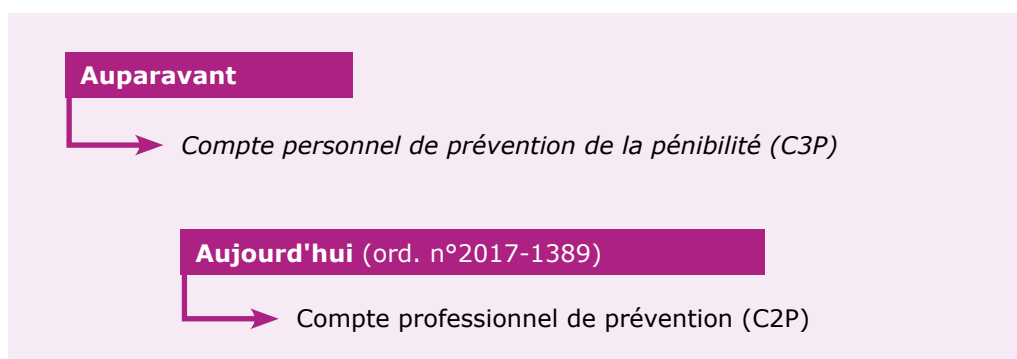 Auparavant
Compte personnel de prévention de la pénibilité (C3P)
Aujourd'hui (ord. n°2017-1389)
Compte professionnel de prévention (C2P)